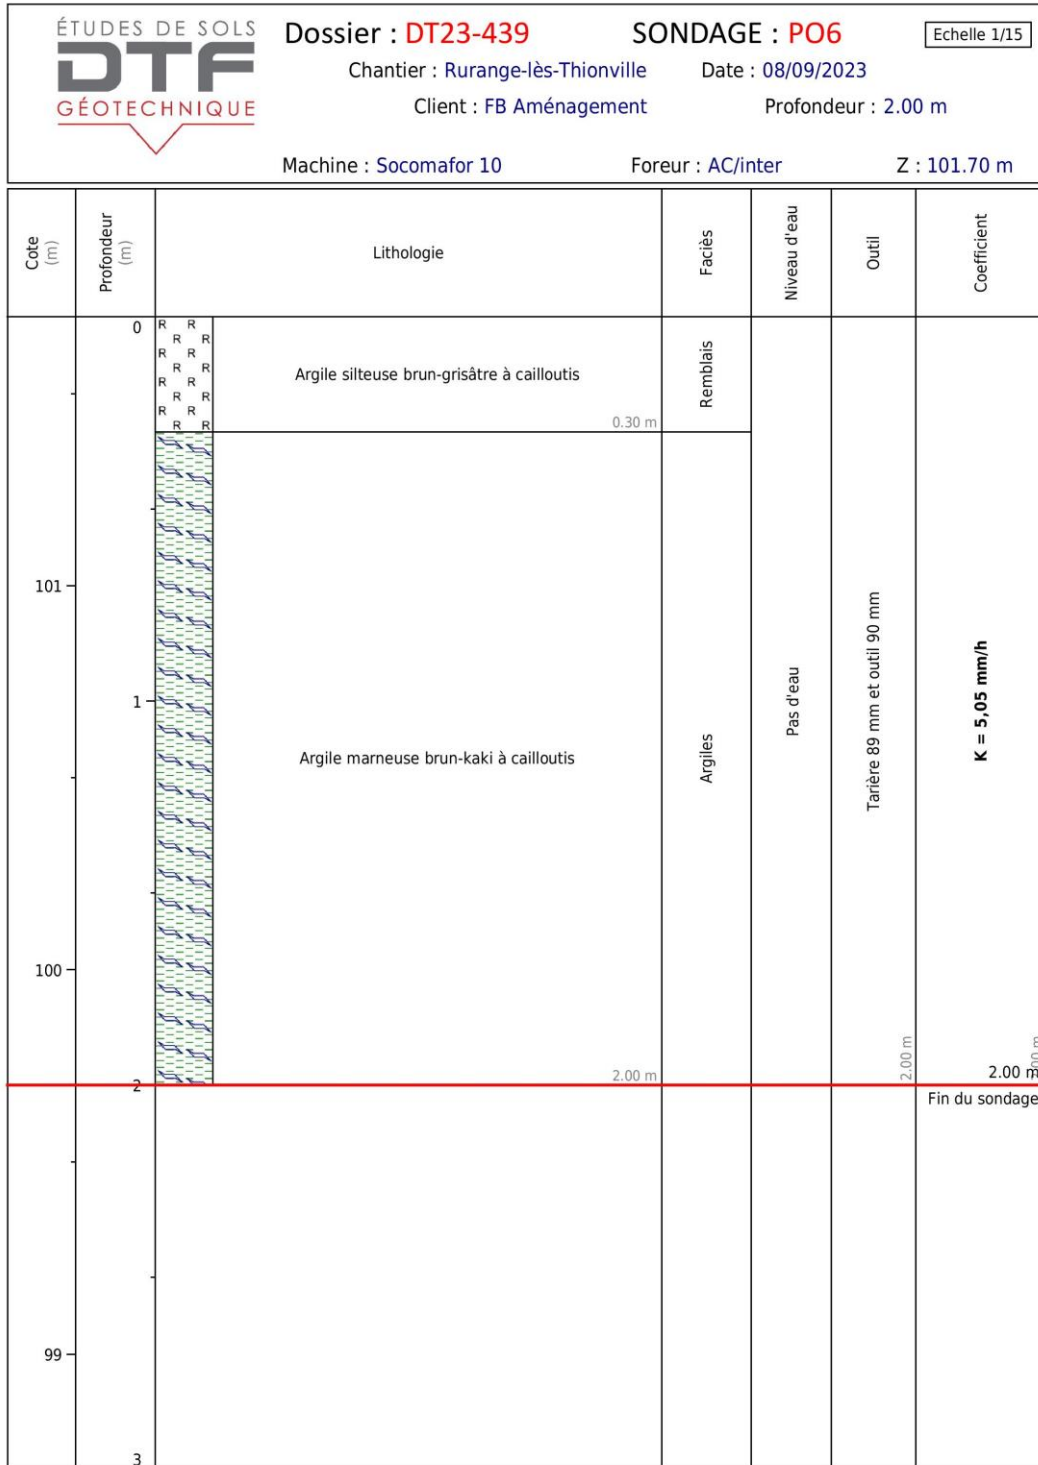 ÉTUDES DE SOLS
DTF
GÉOTECHNIQUE
Dossier : DT23-439 SONDAGE : PO6 Echelle 1/15
Chantier : Rurange-lès-Thionville Date : 08/09/2023
Client : FB Aménagement Profondeur : 2.00 m
Machine : Socomafor 10 Foreur : AC/inter Z : 101.70 m
Cote (m) Profondeur (m) Lithologie Faciès Niveau d'eau Outil Coefficient
0
R R
R R
R R
R R
R R
R R
R R
R R
Argile silteuse brun-grisâtre à cailloutis
Remblais
0.30 m
101
1
Argile marneuse brun-kaki à cailloutis
Argiles
Pas d'eau
Tarière 89 mm et outil 90 mm
K = 5,05 mm/h
100
2
2.00 m
2.00 m
2.00 m
Fin du sondage
99
3